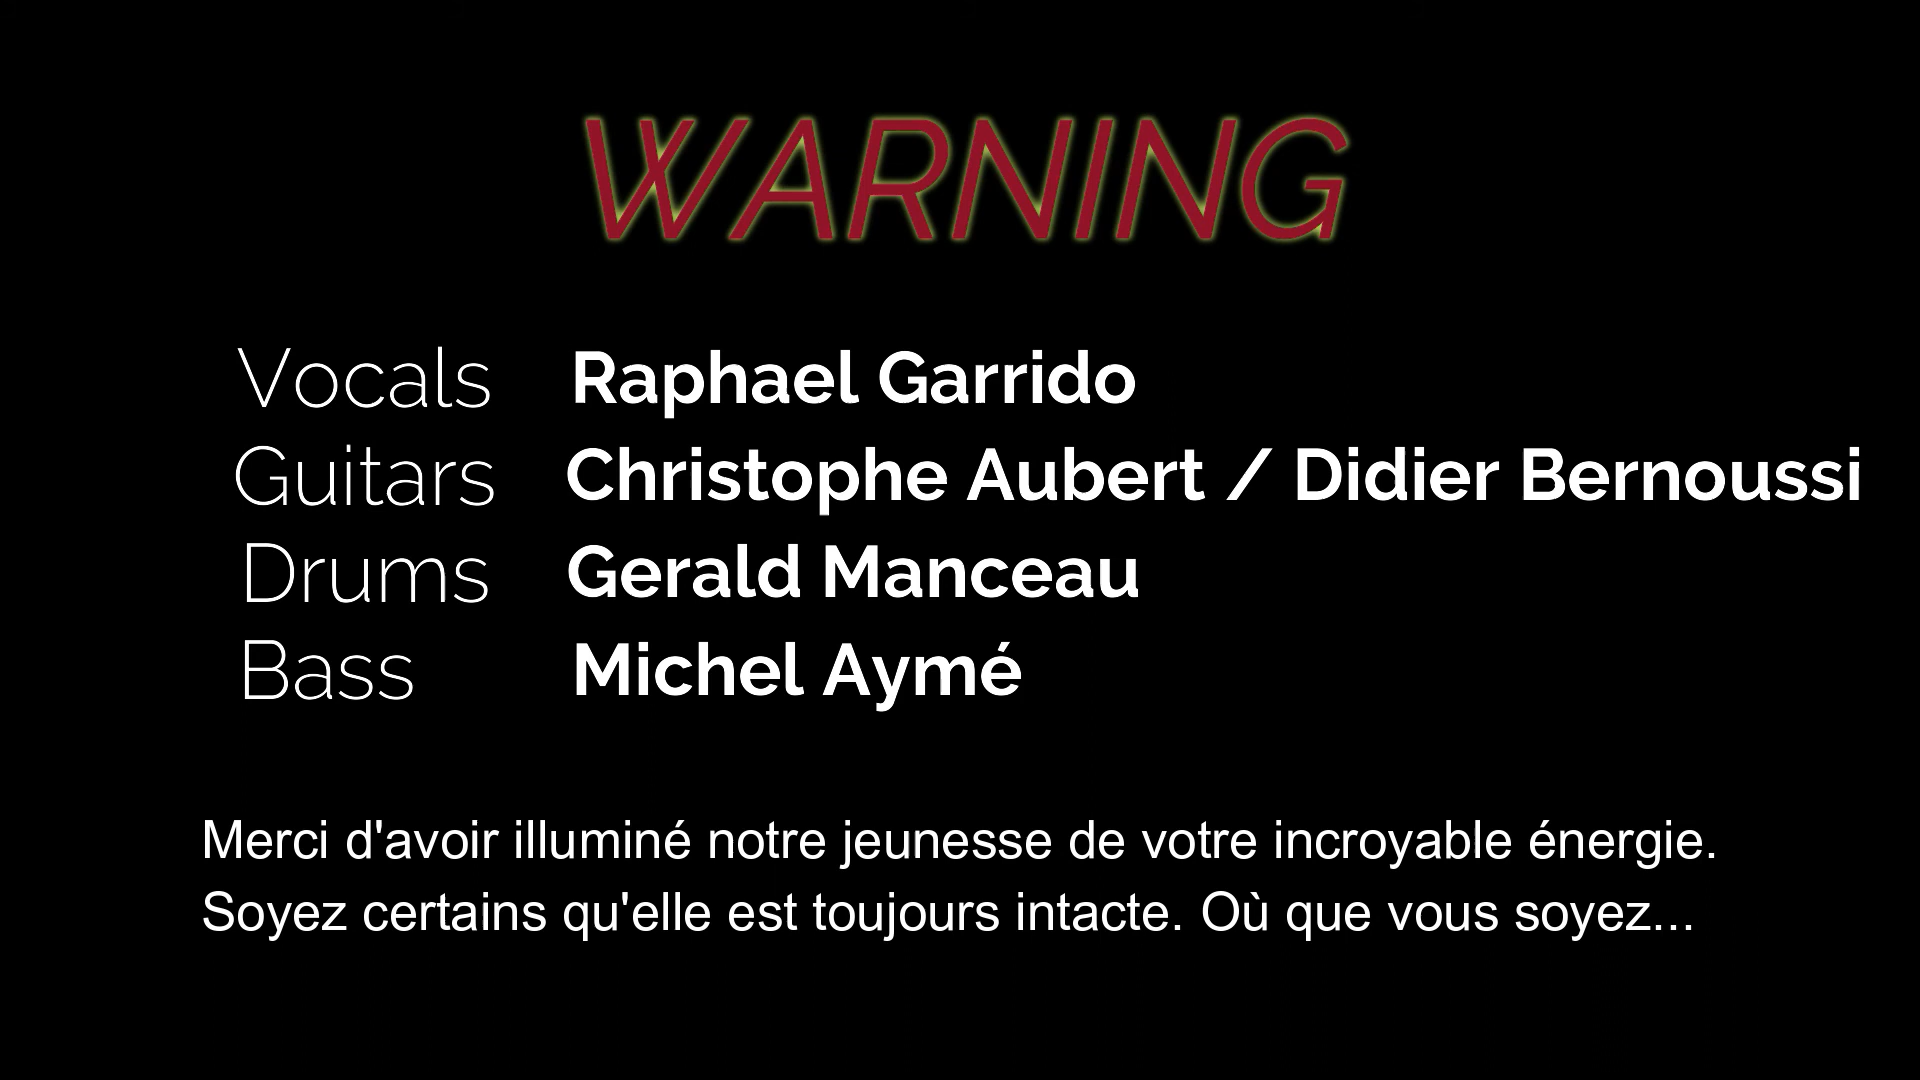 WARNING
Vocals Raphael Garrido
Guitars Christophe Aubert / Didier Bernoussi
Drums Gerald Manceau
Bass Michel Aymé
Merci d'avoir illuminé notre jeunesse de votre incroyable énergie.
Soyez certains qu'elle est toujours intacte. Où que vous soyez...